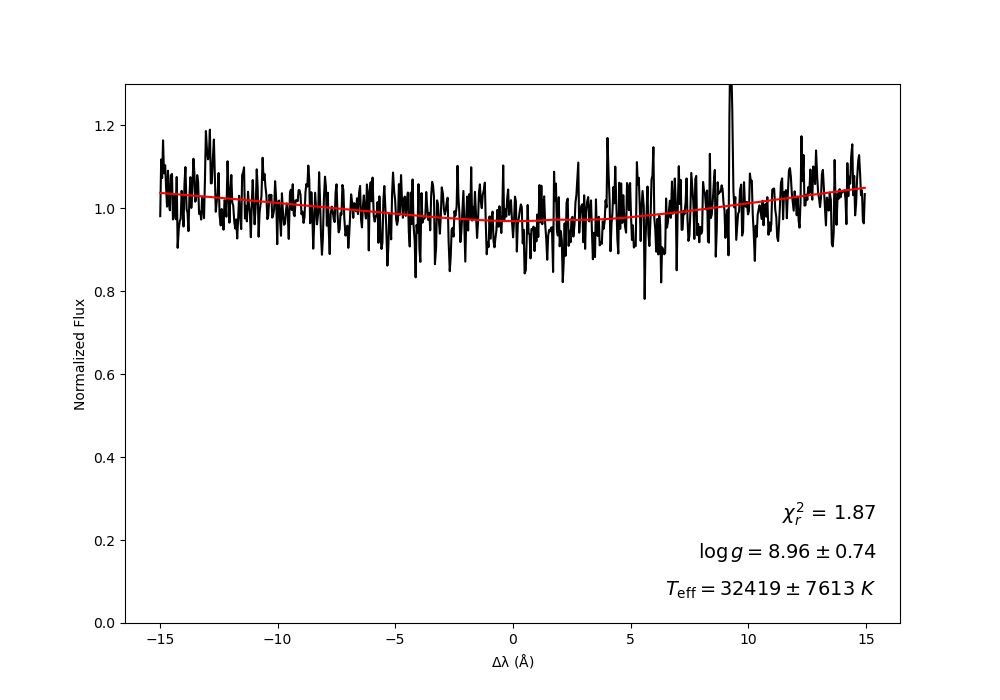 1.2
1.0
0.8
0.6
0.4
0.2
0.0
Normalized Flux
χ²ᵣ = 1.87
log g = 8.96 ± 0.74
T_eff = 32419 ± 7613 K
−15 −10 −5 0 5 10 15
Δλ (Å)